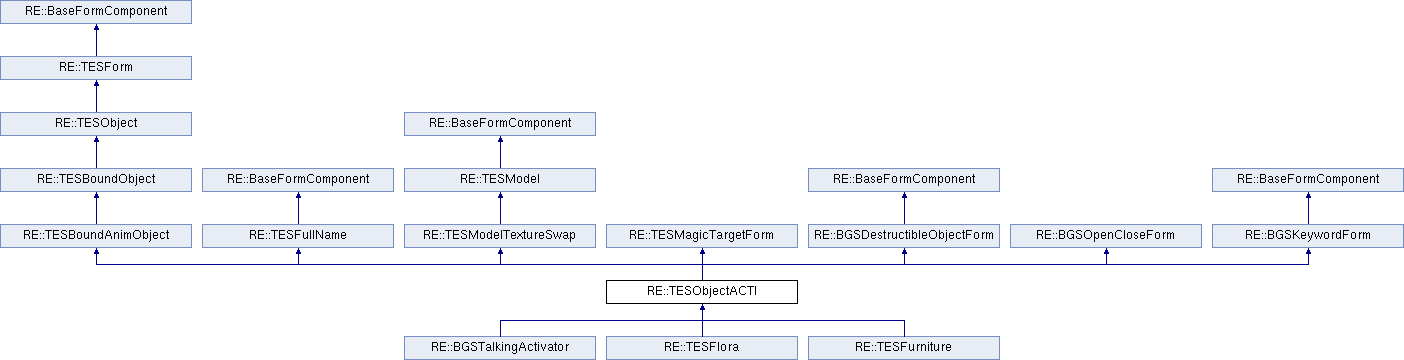 RE::BaseFormComponent
RE::TESForm
RE::TESObject
RE::BaseFormComponent
RE::TESBoundObject
RE::BaseFormComponent
RE::TESModel
RE::BaseFormComponent
RE::BaseFormComponent
RE::TESBoundAnimObject
RE::TESFullName
RE::TESModelTextureSwap
RE::TESMagicTargetForm
RE::BGSDestructibleObjectForm
RE::BGSOpenCloseForm
RE::BGSKeywordForm
RE::TESObjectACTI
RE::BGSTalkingActivator
RE::TESFlora
RE::TESFurniture